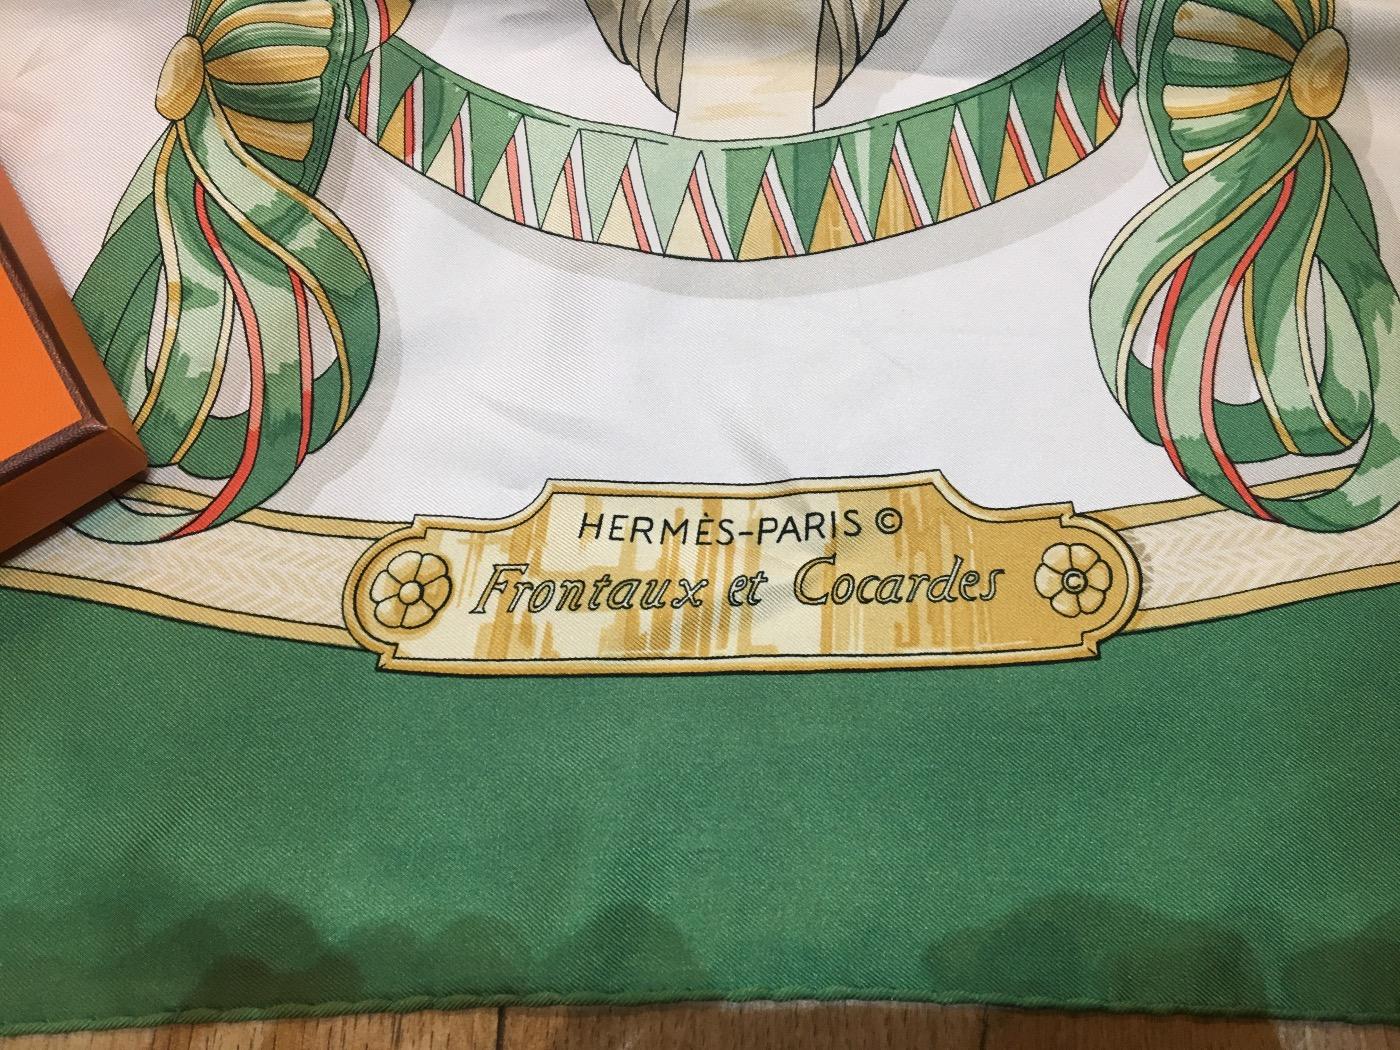 HERMÈS-PARIS ©
Frontaux et Cocardes ©